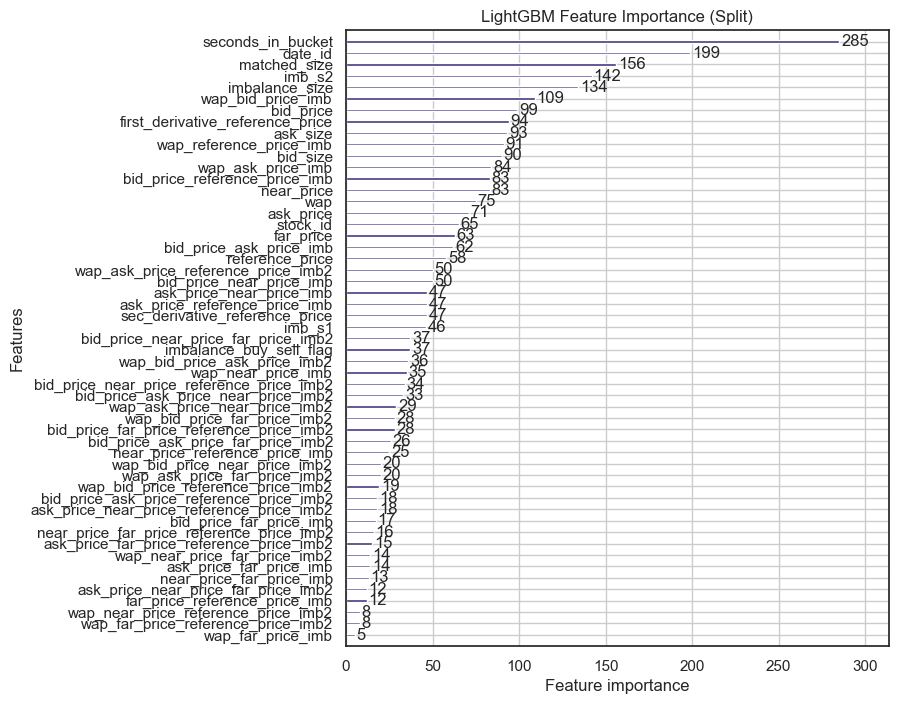 LightGBM Feature Importance (Split)
seconds_in_bucket 285
date_id 199
matched_size 156
imb_s2 142
imbalance_size 134
wap_bid_price_imb 109
bid_price 99
first_derivative_reference_price 94
ask_size 93
wap_reference_price_imb 91
bid_size 90
wap_ask_price_imb 84
bid_price_reference_price_imb 83
near_price 83
wap 75
ask_price 71
stock_id 65
far_price 63
bid_price_ask_price_imb 62
reference_price 58
wap_ask_price_reference_price_imb2 50
bid_price_near_price_imb 50
ask_price_near_price_imb 47
ask_price_reference_price_imb 47
sec_derivative_reference_price 47
imb_s1 46
bid_price_near_price_far_price_imb2 37
imbalance_buy_sell_flag 37
wap_bid_price_ask_price_imb2 36
wap_near_price_imb 35
bid_price_near_price_reference_price_imb2 34
bid_price_ask_price_near_price_imb2 33
wap_ask_price_near_price_imb2 29
wap_bid_price_far_price_imb2 28
bid_price_far_price_reference_price_imb2 28
bid_price_ask_price_far_price_imb2 26
near_price_reference_price_imb 25
wap_bid_price_near_price_imb2 20
wap_ask_price_far_price_imb2 20
wap_bid_price_reference_price_imb2 19
bid_price_ask_price_reference_price_imb2 18
ask_price_near_price_reference_price_imb2 18
bid_price_far_price_imb 17
near_price_far_price_reference_price_imb2 16
ask_price_far_price_reference_price_imb2 15
wap_near_price_far_price_imb2 14
ask_price_far_price_imb 14
near_price_far_price_imb 13
ask_price_near_price_far_price_imb2 12
far_price_reference_price_imb 12
wap_near_price_reference_price_imb2 8
wap_far_price_reference_price_imb2 8
wap_far_price_imb 5
Features
0 50 100 150 200 250 300
Feature importance